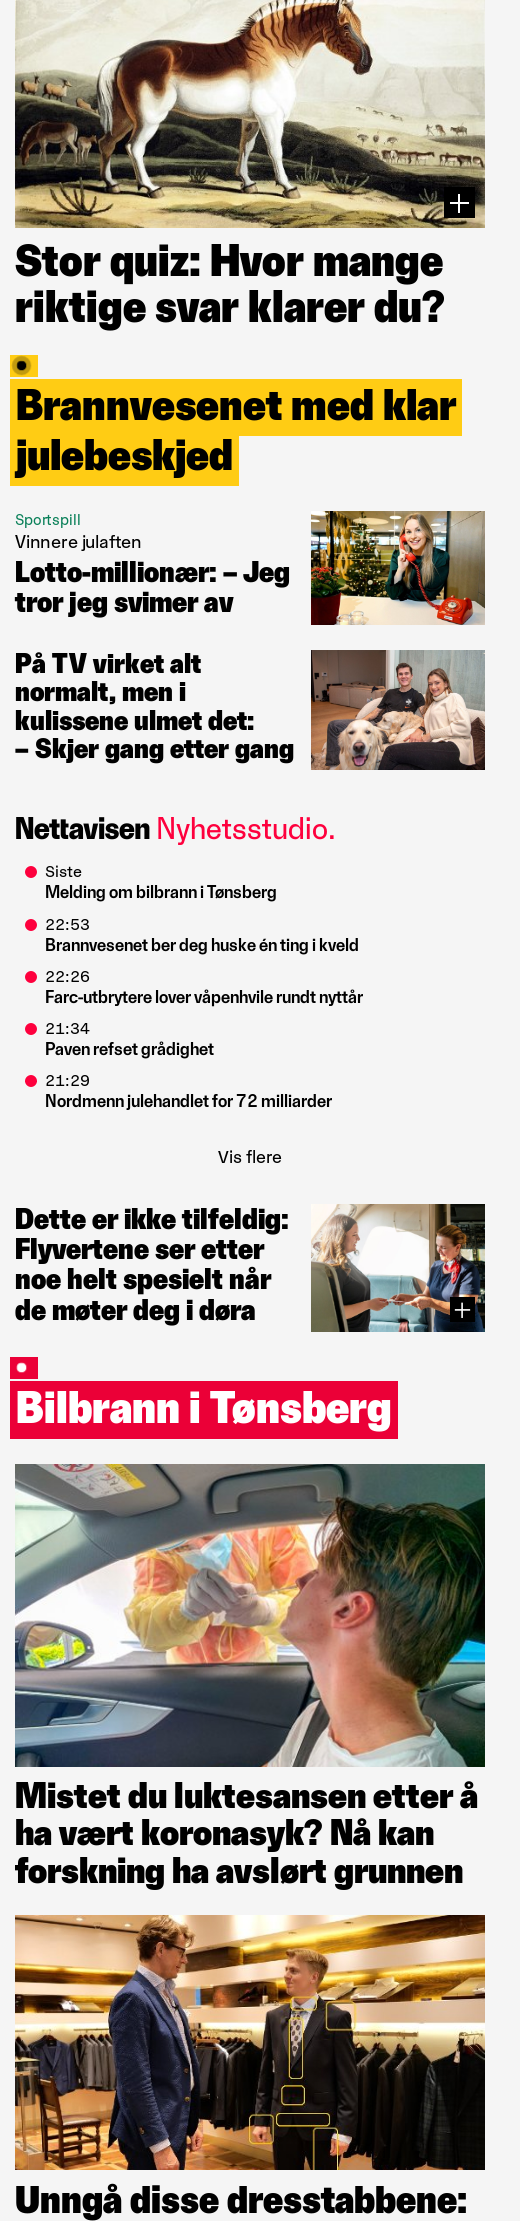 Stor quiz: Hvor mange
riktige svar klarer du?
Brannvesenet med klar
julebeskjed
Sportspill
Vinnere julaften
Lotto-millionær: – Jeg
tror jeg svimer av
På TV virket alt
normalt, men i
kulissene ulmet det:
– Skjer gang etter gang
Nettavisen Nyhetsstudio.
Siste
Melding om bilbrann i Tønsberg
22:53
Brannvesenet ber deg huske én ting i kveld
22:26
Farc-utbrytere lover våpenhvile rundt nyttår
21:34
Paven refset grådighet
21:29
Nordmenn julehandlet for 72 milliarder
Vis flere
Dette er ikke tilfeldig:
Flyvertene ser etter
noe helt spesielt når
de møter deg i døra
Bilbrann i Tønsberg
Mistet du luktesansen etter å
ha vært koronasyk? Nå kan
forskning ha avslørt grunnen
Unngå disse dresstabbene: